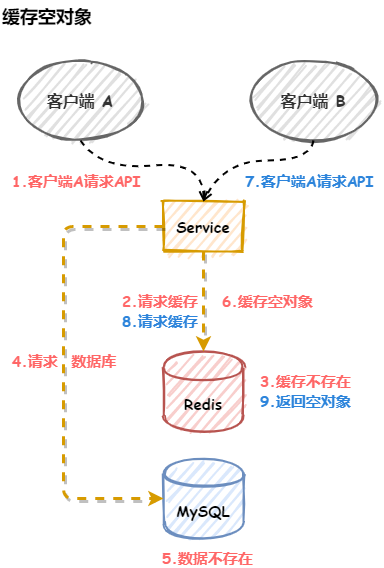 缓存空对象
客户端 A
客户端 B
1.客户端A请求API
7.客户端A请求API
Service
2.请求缓存
6.缓存空对象
8.请求缓存
4.请求 数据库
3.缓存不存在
9.返回空对象
Redis
MySQL
5.数据不存在